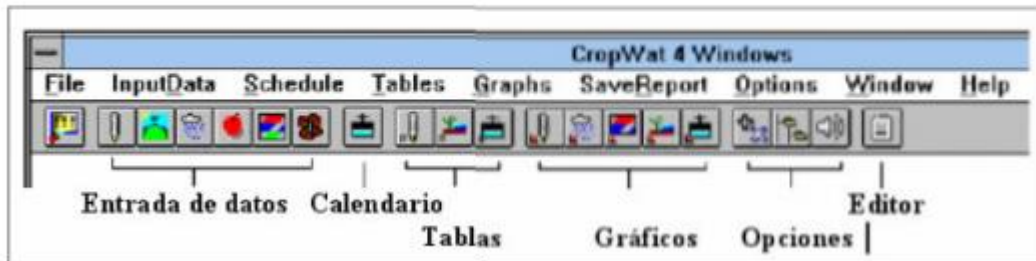 CropWat 4 Windows
File InputData Schedule Tables Graphs SaveReport Options Window Help
Entrada de datos Calendario Editor
Tablas Gráficos Opciones